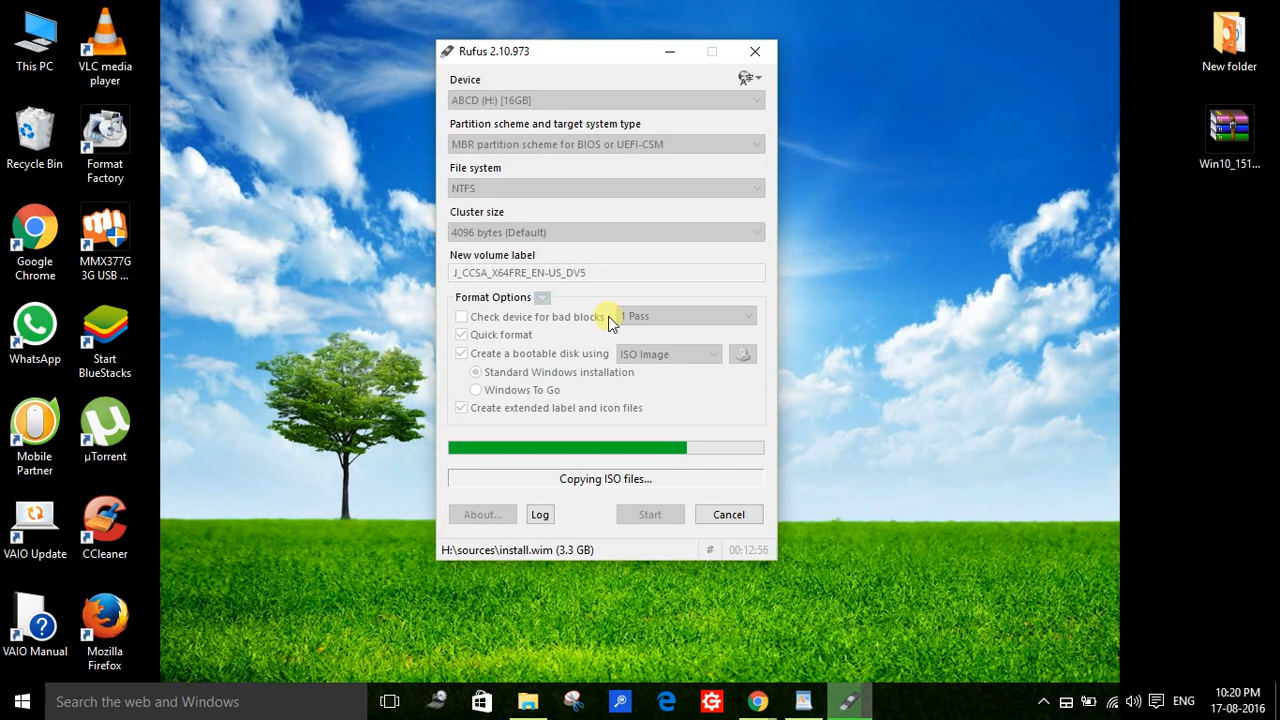 This PC
VLC media
player
Recycle Bin
Format
Factory
Google
Chrome
MMX377G
3G USB ...
WhatsApp
Start
BlueStacks
Mobile
Partner
µTorrent
VAIO Update
CCleaner
VAIO Manual
Mozilla
Firefox
Rufus 2.10.973
Device
ABCD (H:) [16GB]
Partition scheme and target system type
MBR partition scheme for BIOS or UEFI-CSM
File system
NTFS
Cluster size
4096 bytes (Default)
New volume label
J_CCSA_X64FRE_EN-US_DV5
Format Options
Check device for bad blocks 1 Pass
Quick format
Create a bootable disk using ISO Image
Standard Windows installation
Windows To Go
Create extended label and icon files
Copying ISO files...
About... Log Start Cancel
H:\sources\install.wim (3.3 GB) # 00:12:56
New folder
Win10_151...
Search the web and Windows
ENG
10:20 PM
17-08-2016